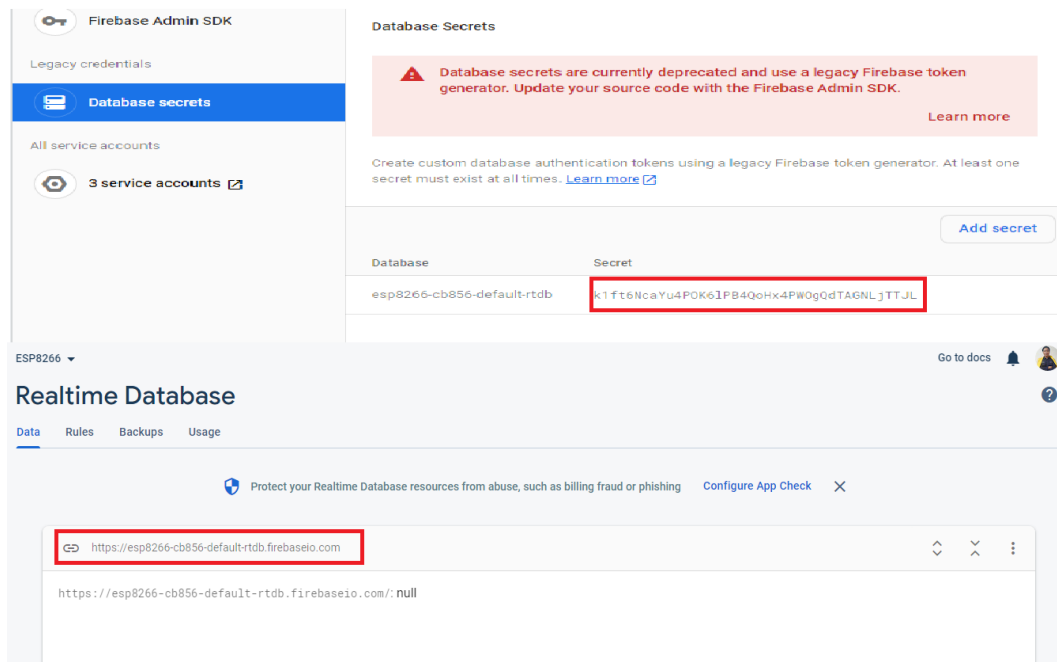 Firebase Admin SDK
Legacy credentials
Database secrets
All service accounts
3 service accounts
Database Secrets
Database secrets are currently deprecated and use a legacy Firebase token
generator. Update your source code with the Firebase Admin SDK.
Learn more
Create custom database authentication tokens using a legacy Firebase token generator. At least one
secret must exist at all times. Learn more
Add secret
Database Secret
esp8266-cb856-default-rtdb k1ft6NcaYu4POK6lPB4QoHx4PWOgQdTAGNLjTTJL
ESP8266 Go to docs
Realtime Database
Data Rules Backups Usage
Protect your Realtime Database resources from abuse, such as billing fraud or phishing Configure App Check
https://esp8266-cb856-default-rtdb.firebaseio.com
https://esp8266-cb856-default-rtdb.firebaseio.com/: null